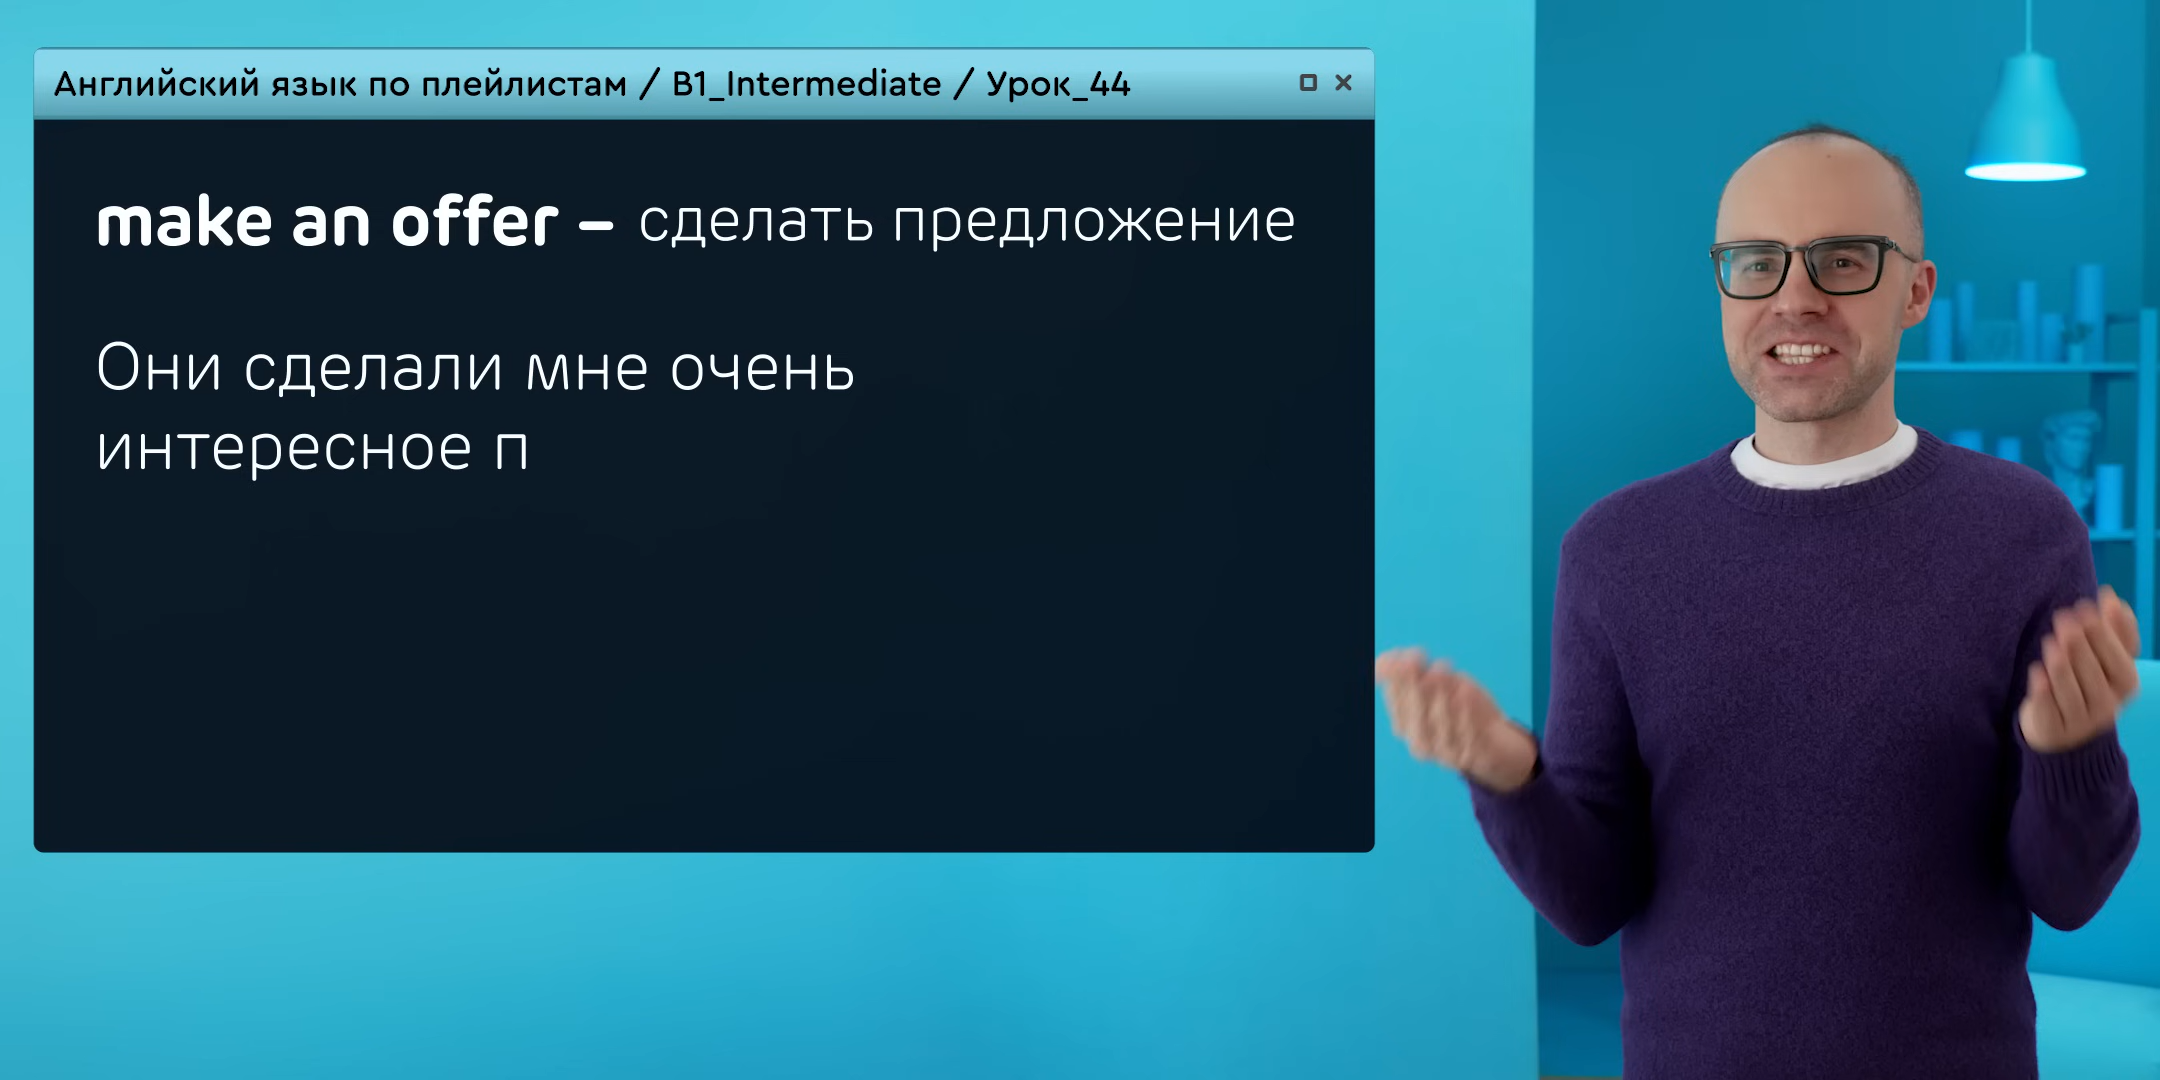 Английский язык по плейлистам / B1_Intermediate / Урок_44
make an offer – сделать предложение
Они сделали мне очень
интересное п